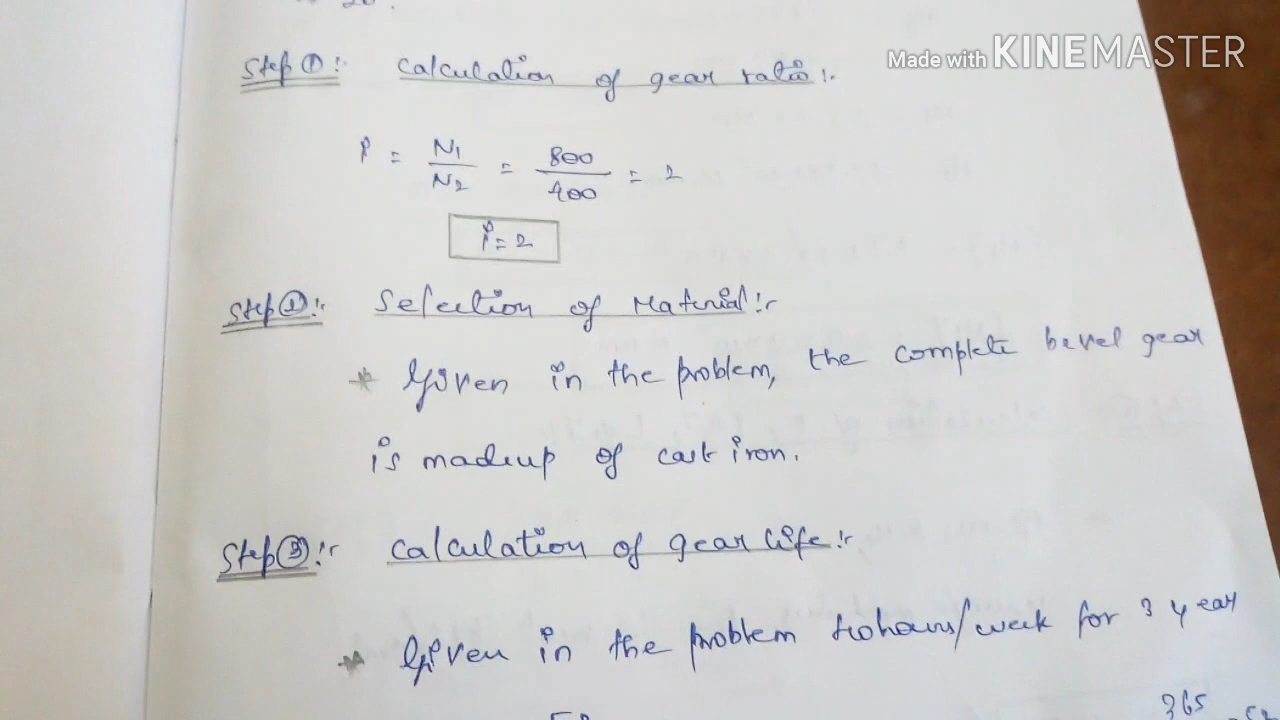 Made with KINEMASTER
Step ①:- Calculation of gear ratio:-
i = N1/N2 = 800/400 = 2
i = 2
Step ②:- Selection of Material:-
* Given in the problem, the complete bevel gear
is madeup of cast iron.
Step ③:- Calculation of gear life:-
* Given in the problem hours/week for 3 year
365